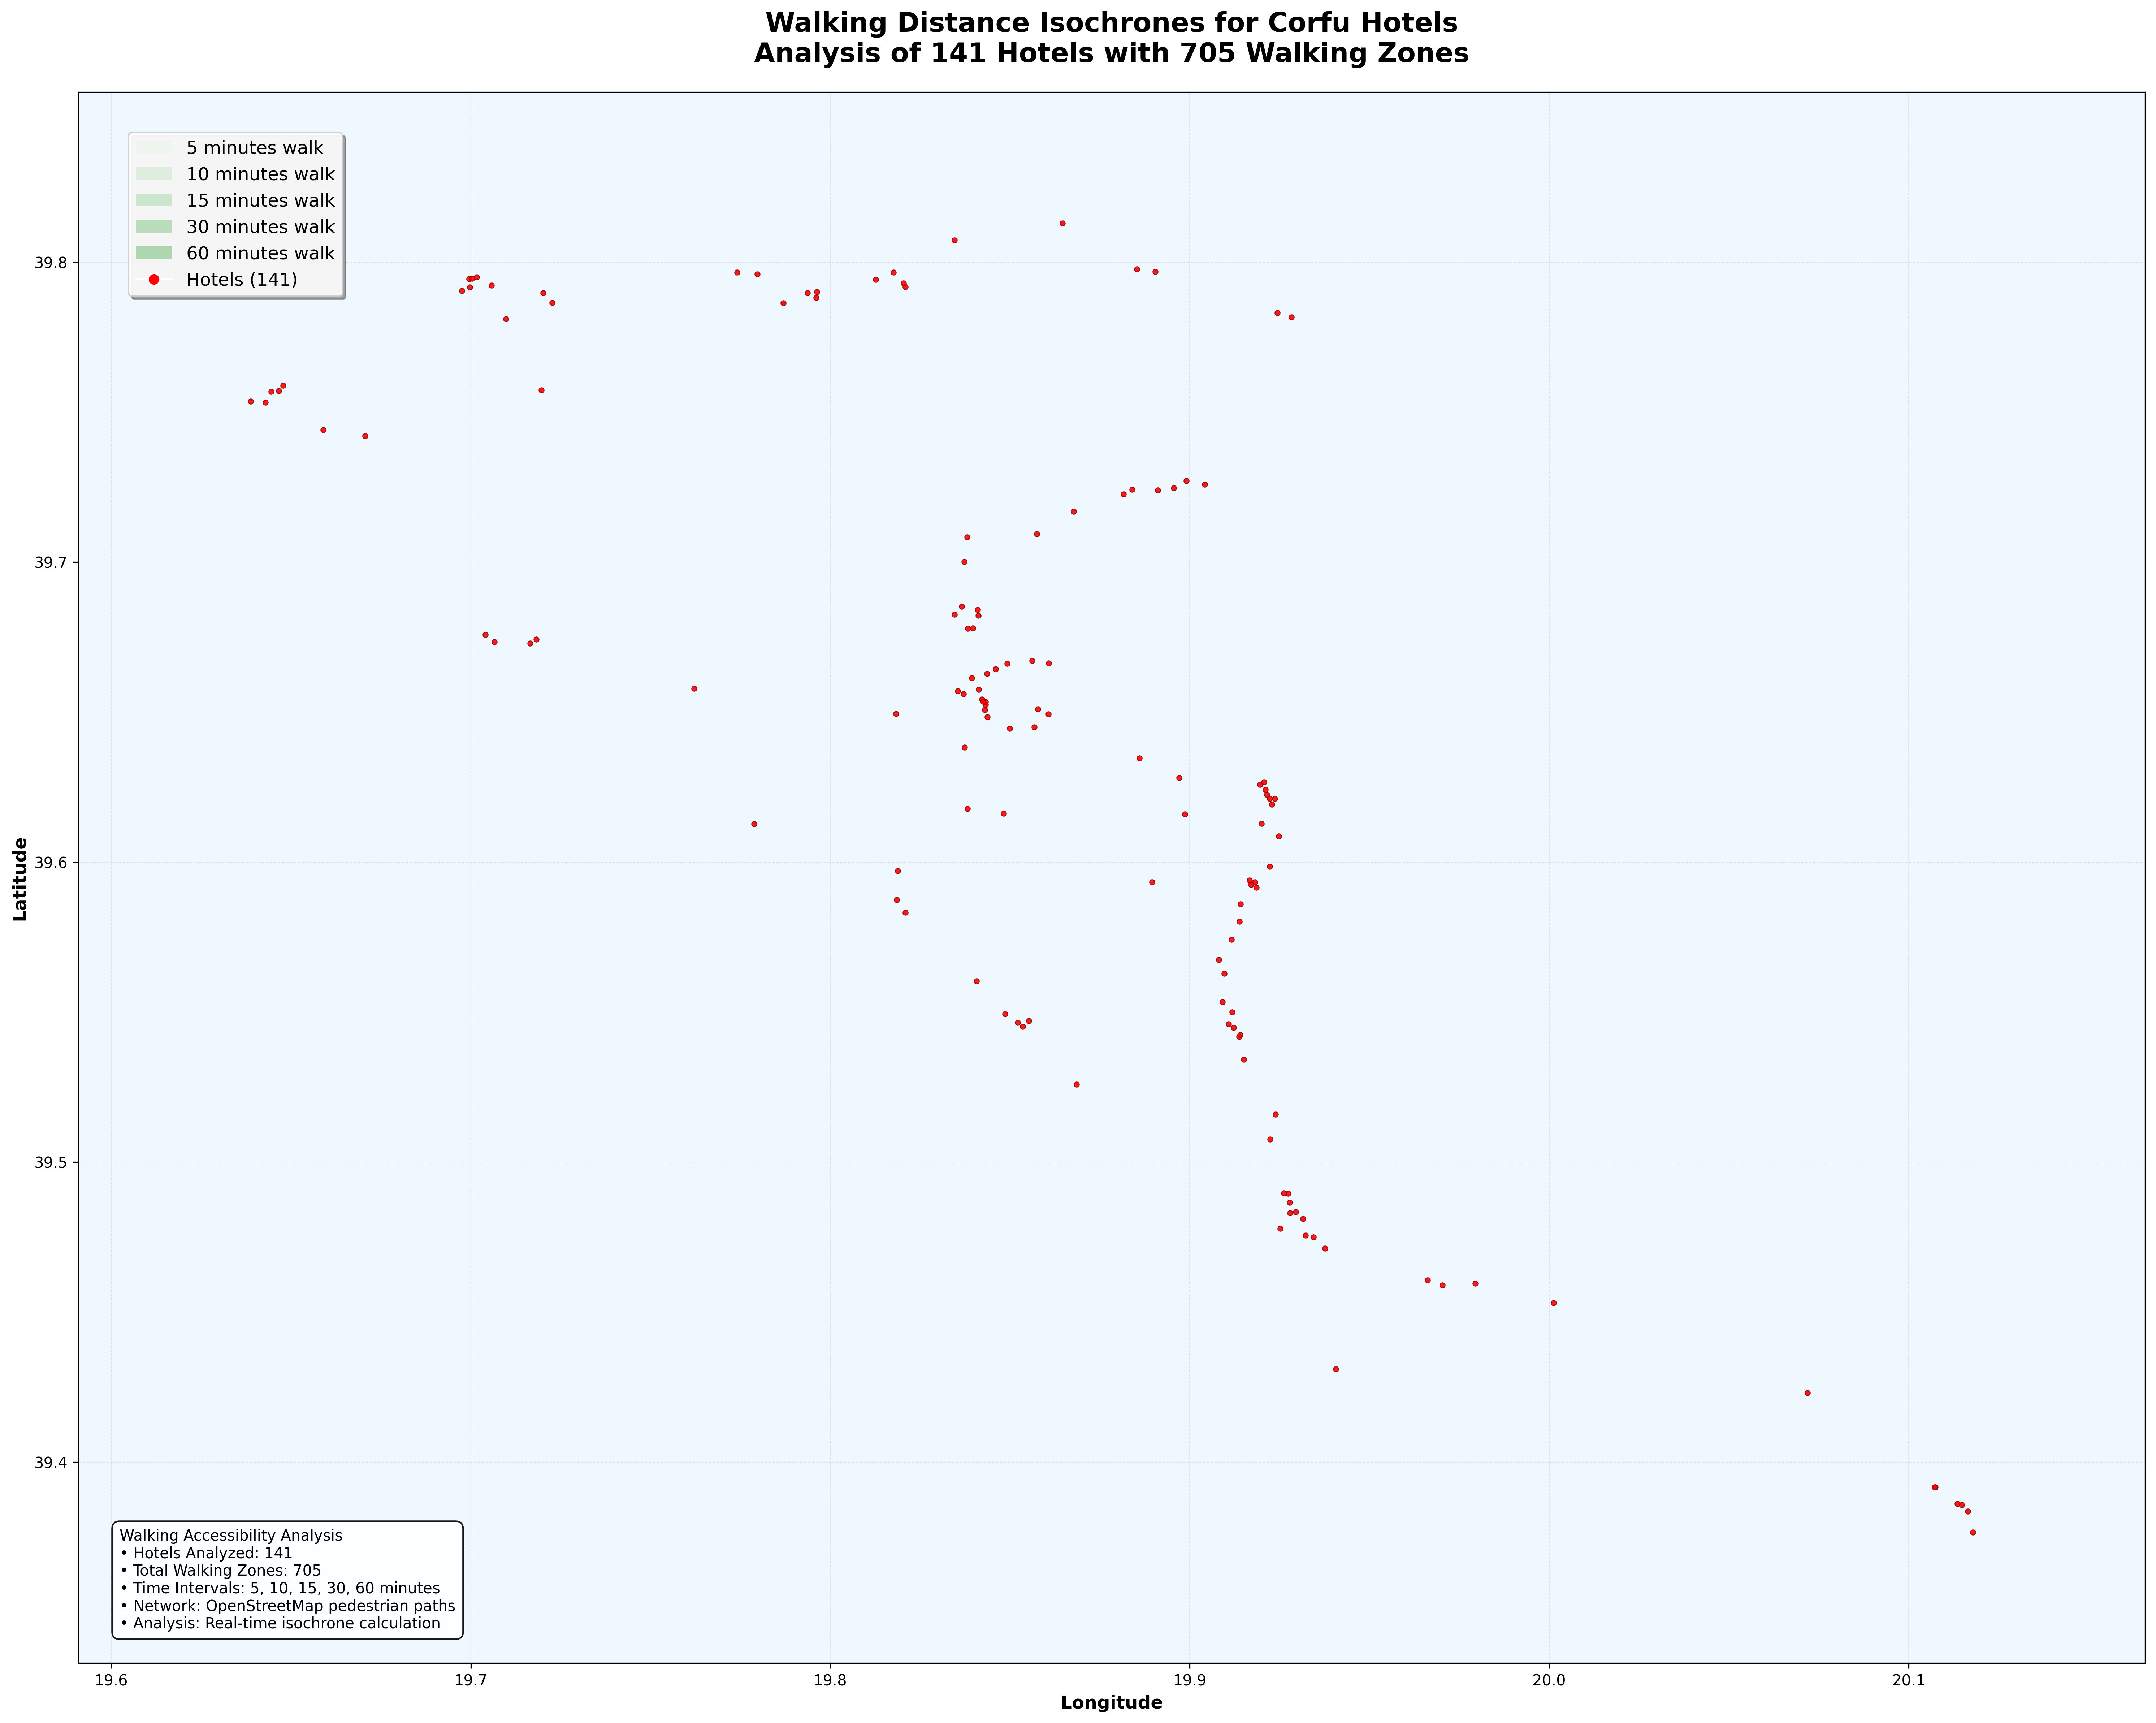 Walking Distance Isochrones for Corfu Hotels
Analysis of 141 Hotels with 705 Walking Zones
5 minutes walk
10 minutes walk
15 minutes walk
30 minutes walk
60 minutes walk
Hotels (141)
39.8
39.7
39.6
39.5
39.4
Latitude
Walking Accessibility Analysis
• Hotels Analyzed: 141
• Total Walking Zones: 705
• Time Intervals: 5, 10, 15, 30, 60 minutes
• Network: OpenStreetMap pedestrian paths
• Analysis: Real-time isochrone calculation
19.6 19.7 19.8 19.9 20.0 20.1
Longitude